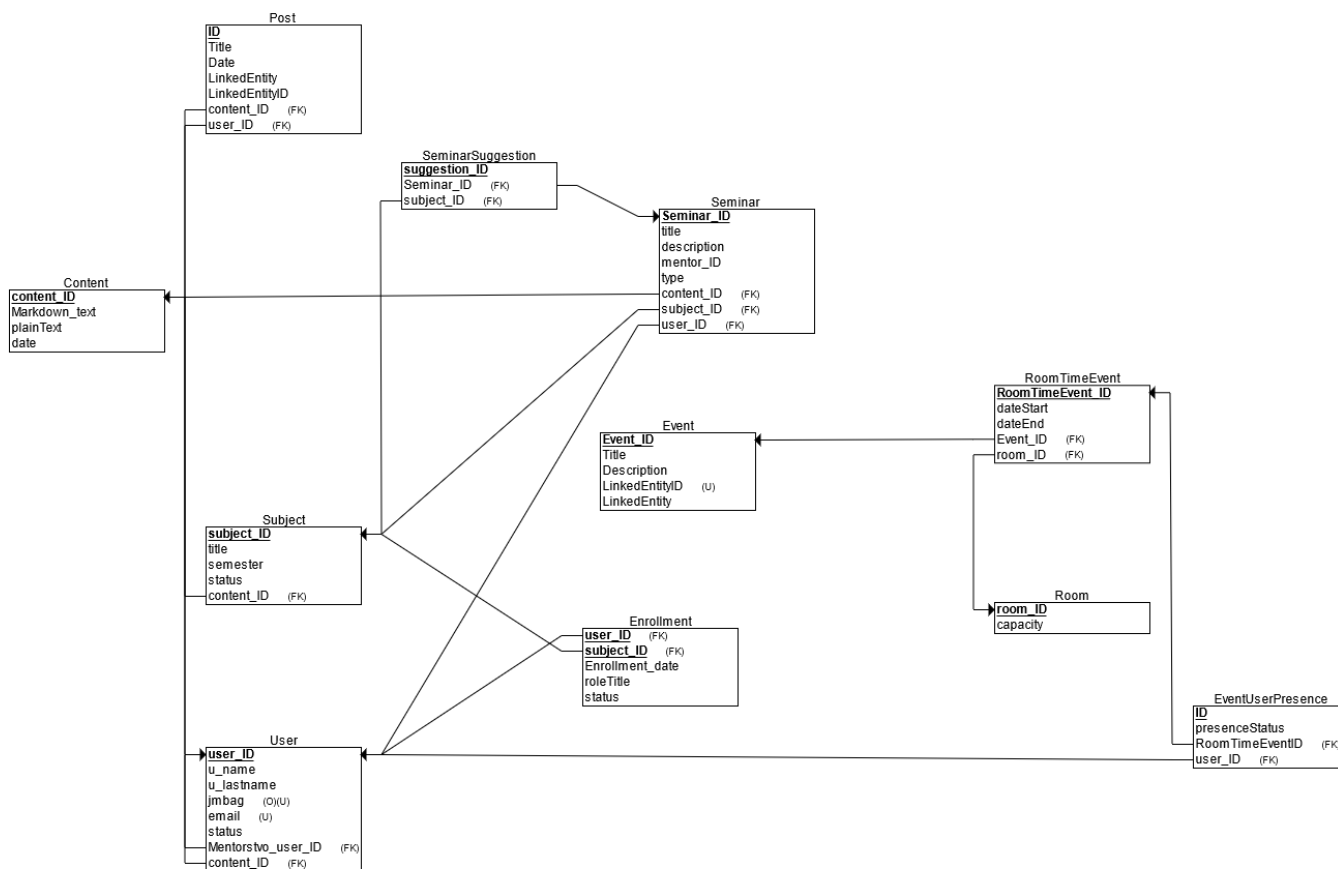 Post
ID
Title
Date
LinkedEntity
LinkedEntityID
content_ID (FK)
user_ID (FK)
SeminarSuggestion
suggestion_ID
Seminar_ID (FK)
subject_ID (FK)
Seminar
Seminar_ID
title
description
mentor_ID
type
content_ID (FK)
subject_ID (FK)
user_ID (FK)
Content
content_ID
Markdown_text
plainText
date
RoomTimeEvent
RoomTimeEvent_ID
dateStart
dateEnd
Event_ID (FK)
room_ID (FK)
Event
Event_ID
Title
Description
LinkedEntityID (U)
LinkedEntity
Subject
subject_ID
title
semester
status
content_ID (FK)
Room
room_ID
capacity
Enrollment
user_ID (FK)
subject_ID (FK)
Enrollment_date
roleTitle
status
EventUserPresence
ID
presenceStatus
RoomTimeEventID (FK)
user_ID (FK)
User
user_ID
u_name
u_lastname
jmbag (O)(U)
email (U)
status
Mentorstvo_user_ID (FK)
content_ID (FK)